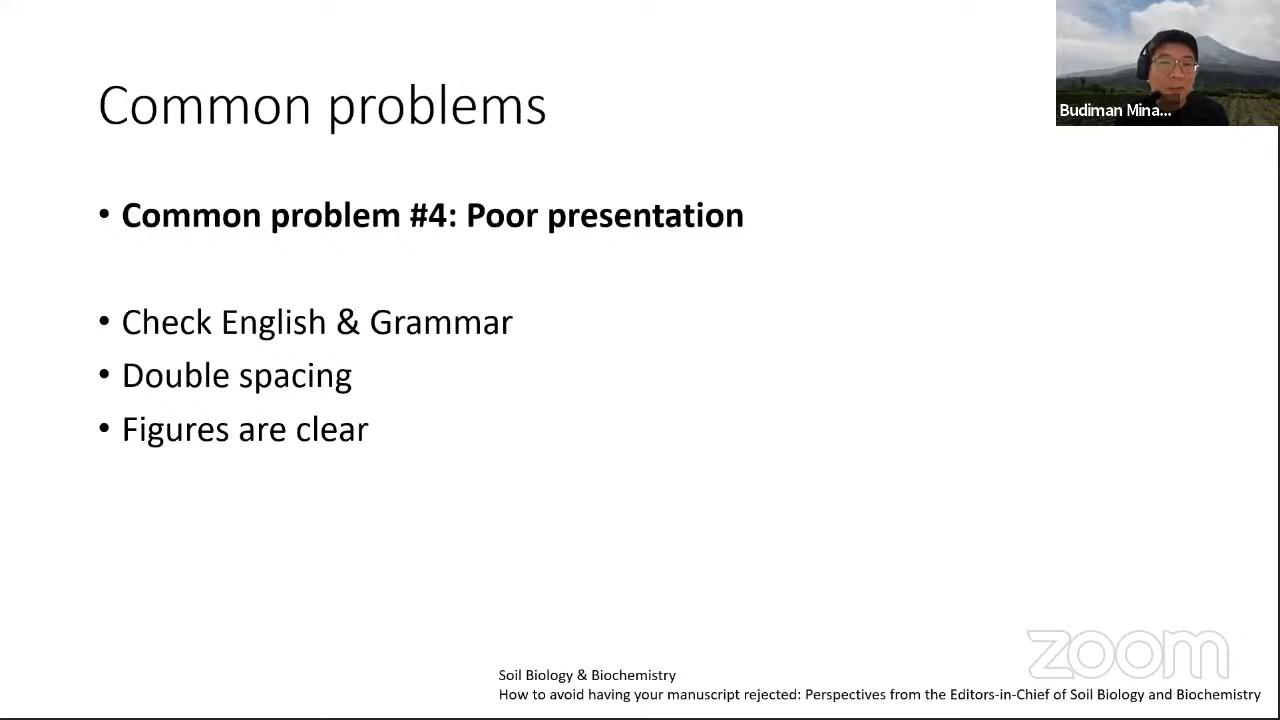 Common problems
Budiman Mina...
• Common problem #4: Poor presentation
• Check English & Grammar
• Double spacing
• Figures are clear
zoom
Soil Biology & Biochemistry
How to avoid having your manuscript rejected: Perspectives from the Editors-in-Chief of Soil Biology and Biochemistry